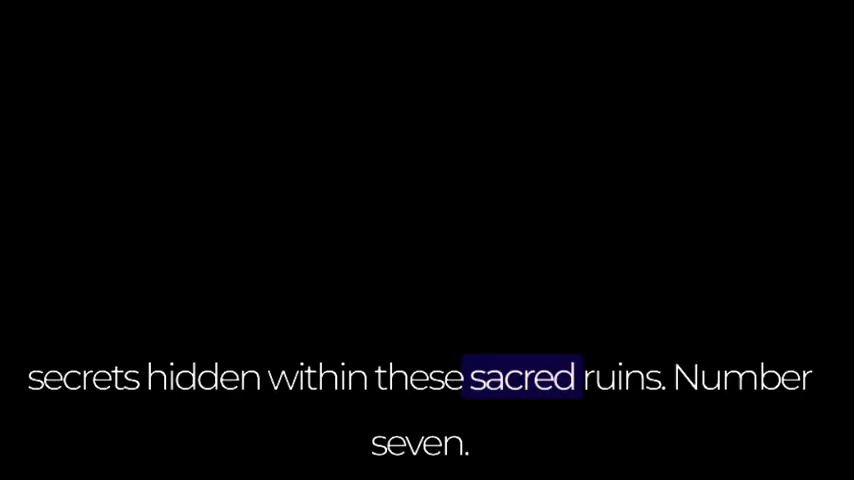 secrets hidden within these sacred ruins. Number
seven.